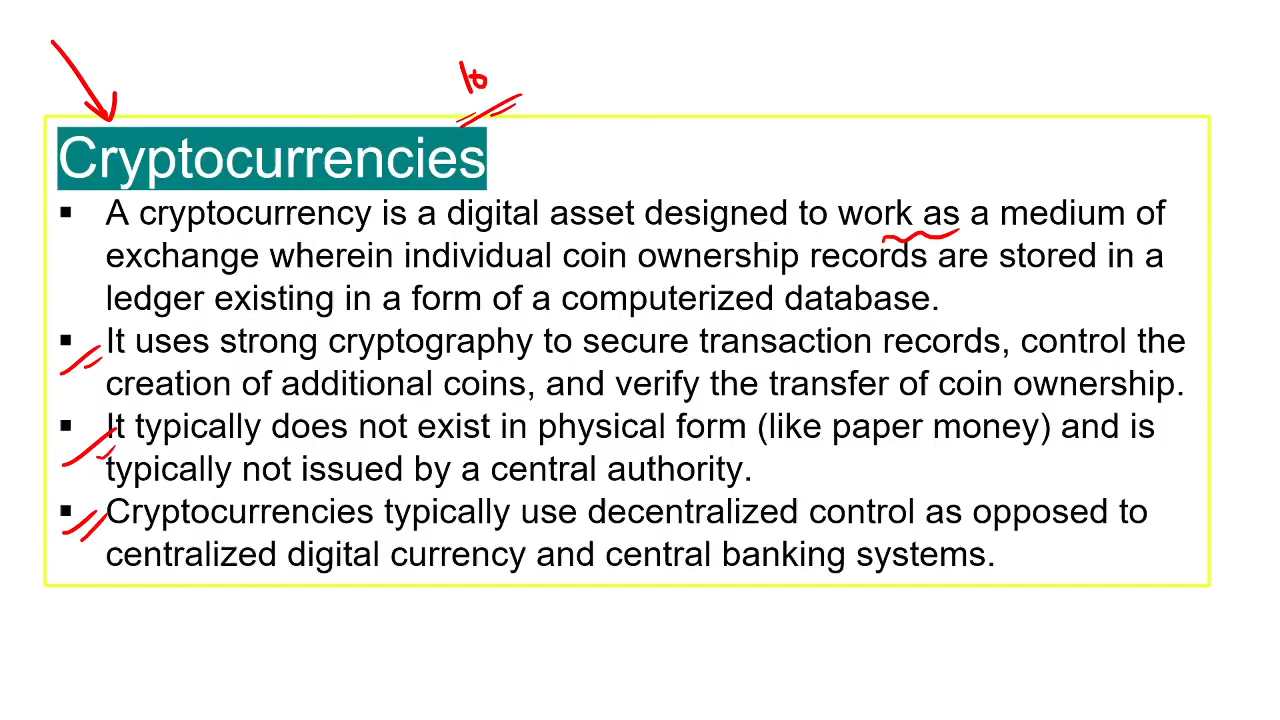 Cryptocurrencies
▪ A cryptocurrency is a digital asset designed to work as a medium of
exchange wherein individual coin ownership records are stored in a
ledger existing in a form of a computerized database.
▪ It uses strong cryptography to secure transaction records, control the
creation of additional coins, and verify the transfer of coin ownership.
▪ It typically does not exist in physical form (like paper money) and is
typically not issued by a central authority.
▪ Cryptocurrencies typically use decentralized control as opposed to
centralized digital currency and central banking systems.